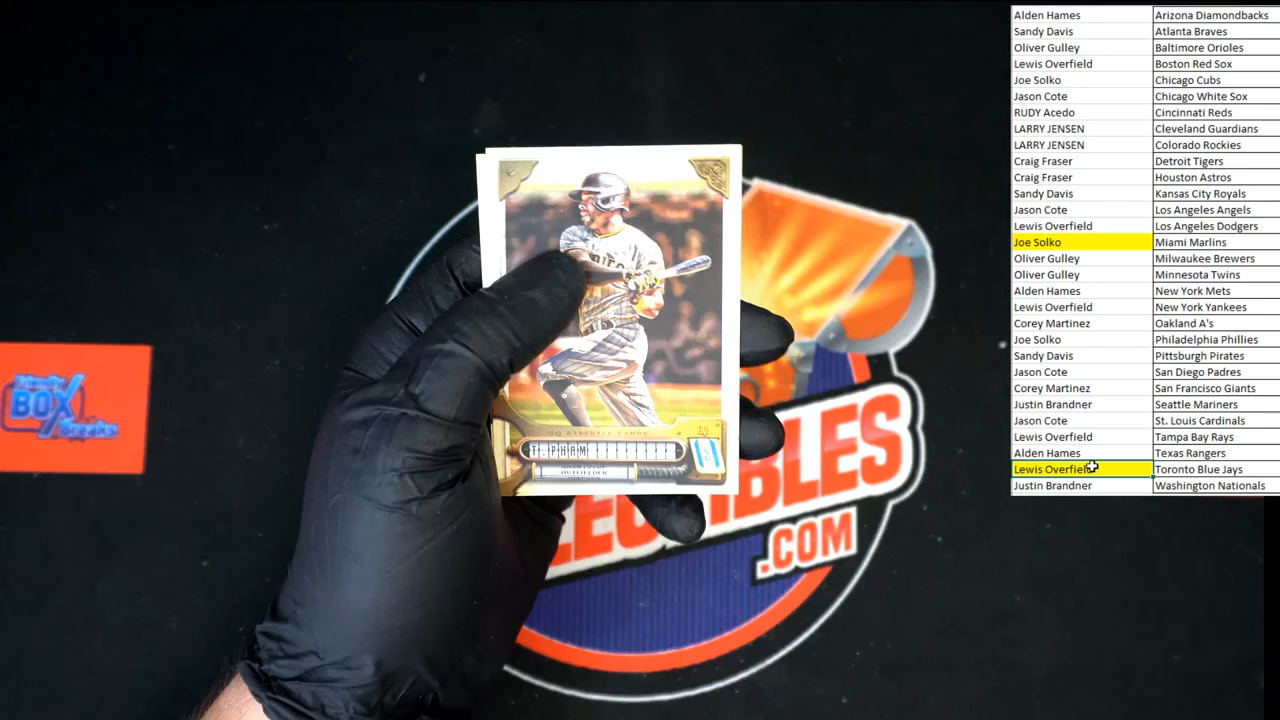 Alden Hames Arizona Diamondbacks
Sandy Davis Atlanta Braves
Oliver Gulley Baltimore Orioles
Lewis Overfield Boston Red Sox
Joe Solko Chicago Cubs
Jason Cote Chicago White Sox
RUDY Acedo Cincinnati Reds
LARRY JENSEN Cleveland Guardians
LARRY JENSEN Colorado Rockies
Craig Fraser Detroit Tigers
Craig Fraser Houston Astros
Sandy Davis Kansas City Royals
Jason Cote Los Angeles Angels
Lewis Overfield Los Angeles Dodgers
Joe Solko Miami Marlins
Oliver Gulley Milwaukee Brewers
Oliver Gulley Minnesota Twins
Alden Hames New York Mets
Lewis Overfield New York Yankees
Corey Martinez Oakland A's
Joe Solko Philadelphia Phillies
Sandy Davis Pittsburgh Pirates
Jason Cote San Diego Padres
Corey Martinez San Francisco Giants
Justin Brandner Seattle Mariners
Jason Cote St. Louis Cardinals
Lewis Overfield Tampa Bay Rays
Alden Hames Texas Rangers
Lewis Overfield Toronto Blue Jays
Justin Brandner Washington Nationals
BOX
Breaks
T. PHAM
OUTFIELDER
.COM